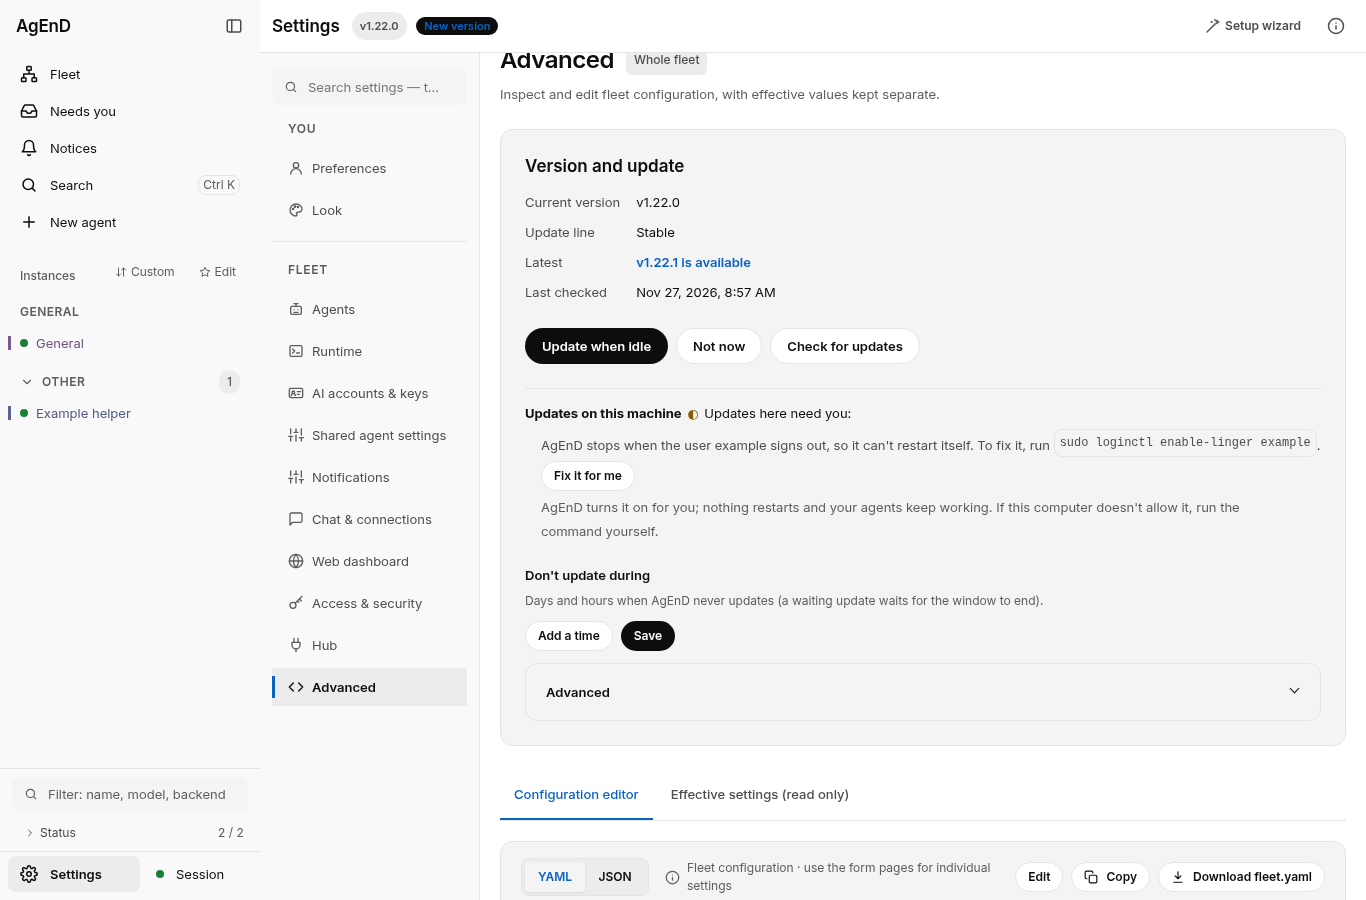 AgEnD
Fleet
Needs you
Notices
Search
Ctrl K
New agent
Instances
Custom
Edit
GENERAL
General
OTHER
1
Example helper
Filter: name, model, backend
Status
2 / 2
Settings
Session
Settings
v1.22.0
New version
Setup wizard
Search settings — t...
YOU
Preferences
Look
FLEET
Agents
Runtime
AI accounts & keys
Shared agent settings
Notifications
Chat & connections
Web dashboard
Access & security
Hub
Advanced
Advanced
Whole fleet
Inspect and edit fleet configuration, with effective values kept separate.
Version and update
Current version v1.22.0
Update line Stable
Latest v1.22.1 is available
Last checked Nov 27, 2026, 8:57 AM
Update when idle
Not now
Check for updates
Updates on this machine Updates here need you:
AgEnD stops when the user example signs out, so it can't restart itself. To fix it, run sudo loginctl enable-linger example.
Fix it for me
AgEnD turns it on for you; nothing restarts and your agents keep working. If this computer doesn't allow it, run the
command yourself.
Don't update during
Days and hours when AgEnD never updates (a waiting update waits for the window to end).
Add a time
Save
Advanced
Configuration editor
Effective settings (read only)
YAML
JSON
Fleet configuration · use the form pages for individual
settings
Edit
Copy
Download fleet.yaml